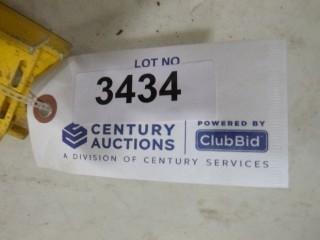 LOT NO
3434
CENTURY
AUCTIONS
POWERED BY
ClubBid
A DIVISION OF CENTURY SERVICES